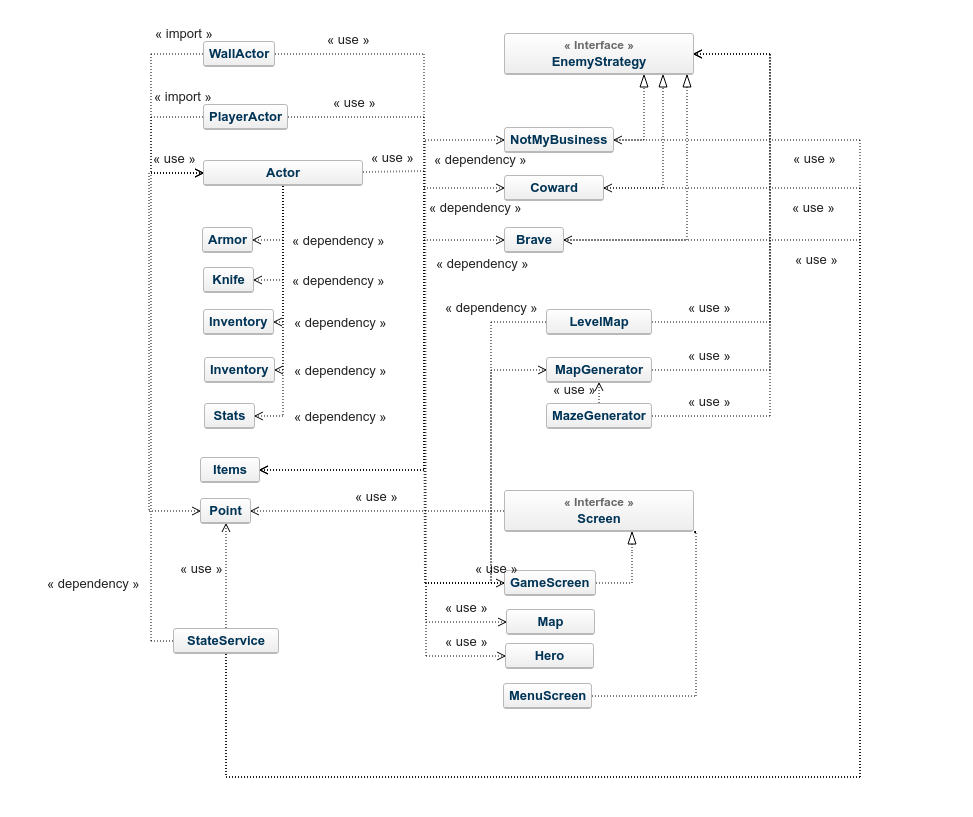 « import »
« use »
WallActor
« Interface »
EnemyStrategy
« import »
« use »
PlayerActor
NotMyBusiness
« use »
« use »
Actor
« dependency »
« use »
Coward
« dependency »
« use »
Armor
« dependency »
Brave
« dependency »
« use »
Knife
« dependency »
« dependency »
« use »
Inventory
« dependency »
LevelMap
« use »
Inventory
« dependency »
MapGenerator
« use »
« use »
Stats
« dependency »
MazeGenerator
Items
« use »
« Interface »
Screen
Point
« use »
« use »
GameScreen
« dependency »
« use »
Map
StateService
« use »
Hero
MenuScreen